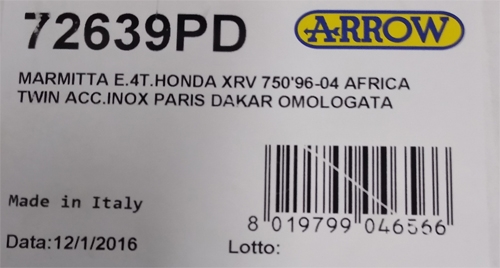 72639PD
ARROW
MARMITTA E.4T.HONDA XRV 750'96-04 AFRICA
TWIN ACC.INOX PARIS DAKAR OMOLOGATA
Made in Italy
8 019799 046566
Data:12/1/2016
Lotto: